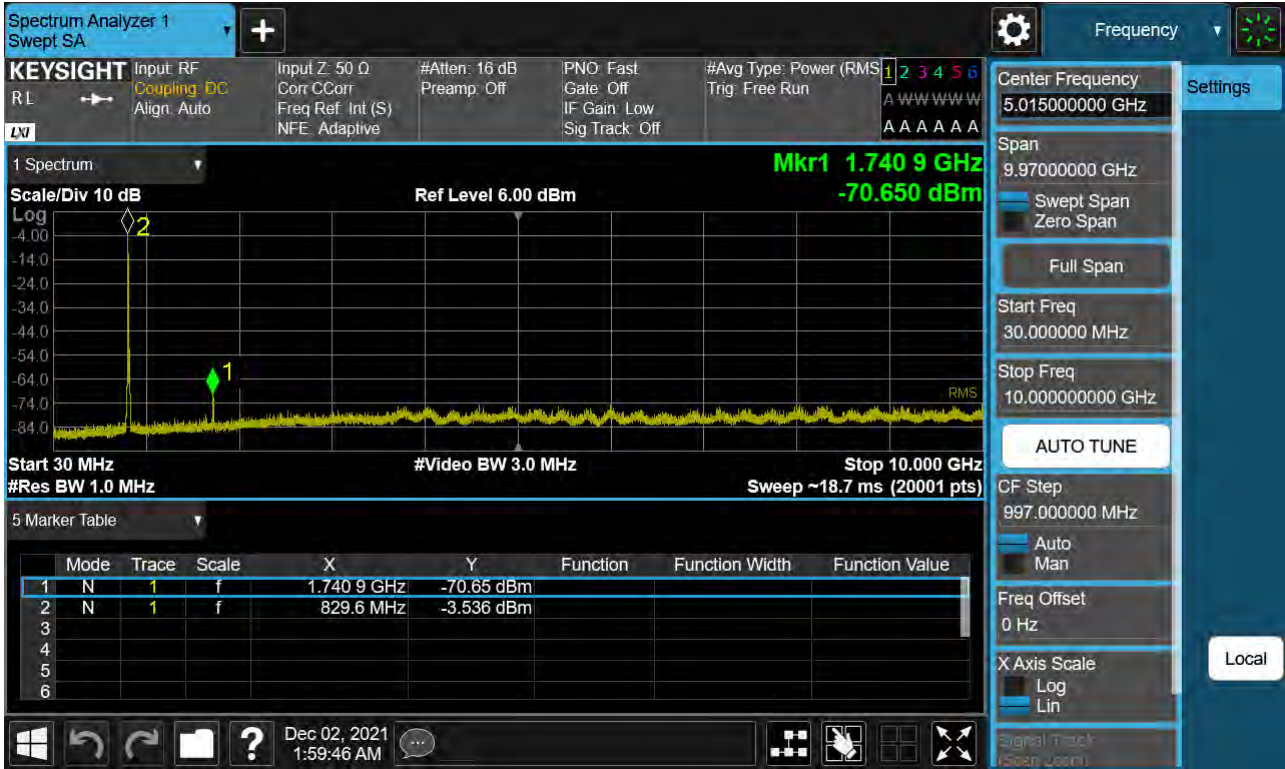 Spectrum Analyzer 1
Swept SA
+
Frequency
KEYSIGHT
RL
LXI
Input: RF
Coupling: DC
Align: Auto
Input Z: 50 Ω
Corr CCorr
Freq Ref: Int (S)
NFE: Adaptive
#Atten: 16 dB
Preamp: Off
PNO: Fast
Gate: Off
IF Gain: Low
Sig Track: Off
#Avg Type: Power (RMS
Trig: Free Run
1 2 3 4 5 6
A W W W W W
A A A A A A
1 Spectrum
Scale/Div 10 dB
Ref Level 6.00 dBm
Mkr1 1.740 9 GHz
-70.650 dBm
Log
-4.00
-14.0
-24.0
-34.0
-44.0
-54.0
-64.0
-74.0
-84.0
2
1
RMS
Start 30 MHz
#Video BW 3.0 MHz
Stop 10.000 GHz
#Res BW 1.0 MHz
Sweep ~18.7 ms (20001 pts)
5 Marker Table
Mode Trace Scale X Y Function Function Width Function Value
1 N 1 f 1.740 9 GHz -70.65 dBm
2 N 1 f 829.6 MHz -3.536 dBm
3
4
5
6
?
Dec 02, 2021
1:59:46 AM
Center Frequency
5.015000000 GHz
Settings
Span
9.97000000 GHz
Swept Span
Zero Span
Full Span
Start Freq
30.000000 MHz
Stop Freq
10.000000000 GHz
AUTO TUNE
CF Step
997.000000 MHz
Auto
Man
Freq Offset
0 Hz
X Axis Scale
Log
Lin
Local
Signal Track
(Span Zoom)